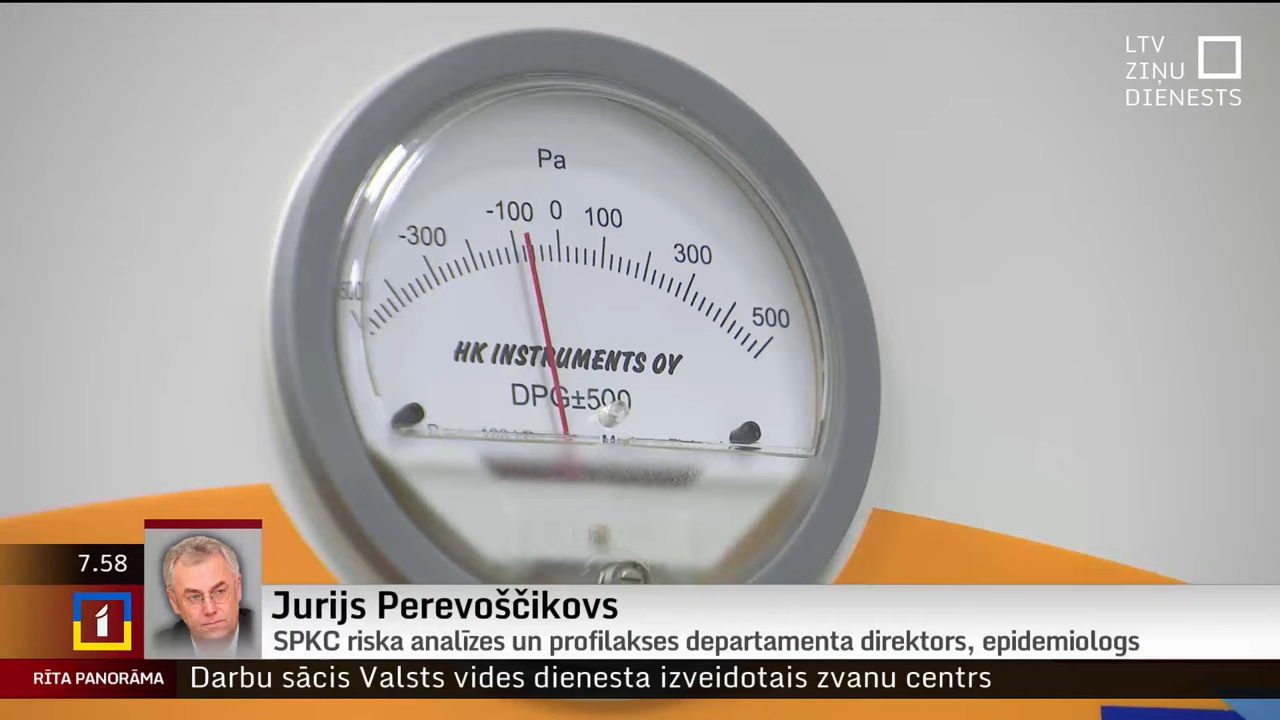 LTV
ZIŅU
DIENESTS
Pa
-300 -100 0 100 300 500
HK INSTRUMENTS OY
DPG±500
7.58
1
Jurijs Perevoščikovs
SPKC riska analīzes un profilakses departamenta direktors, epidemiologs
RĪTA PANORĀMA
Darbu sācis Valsts vides dienesta izveidotais zvanu centrs